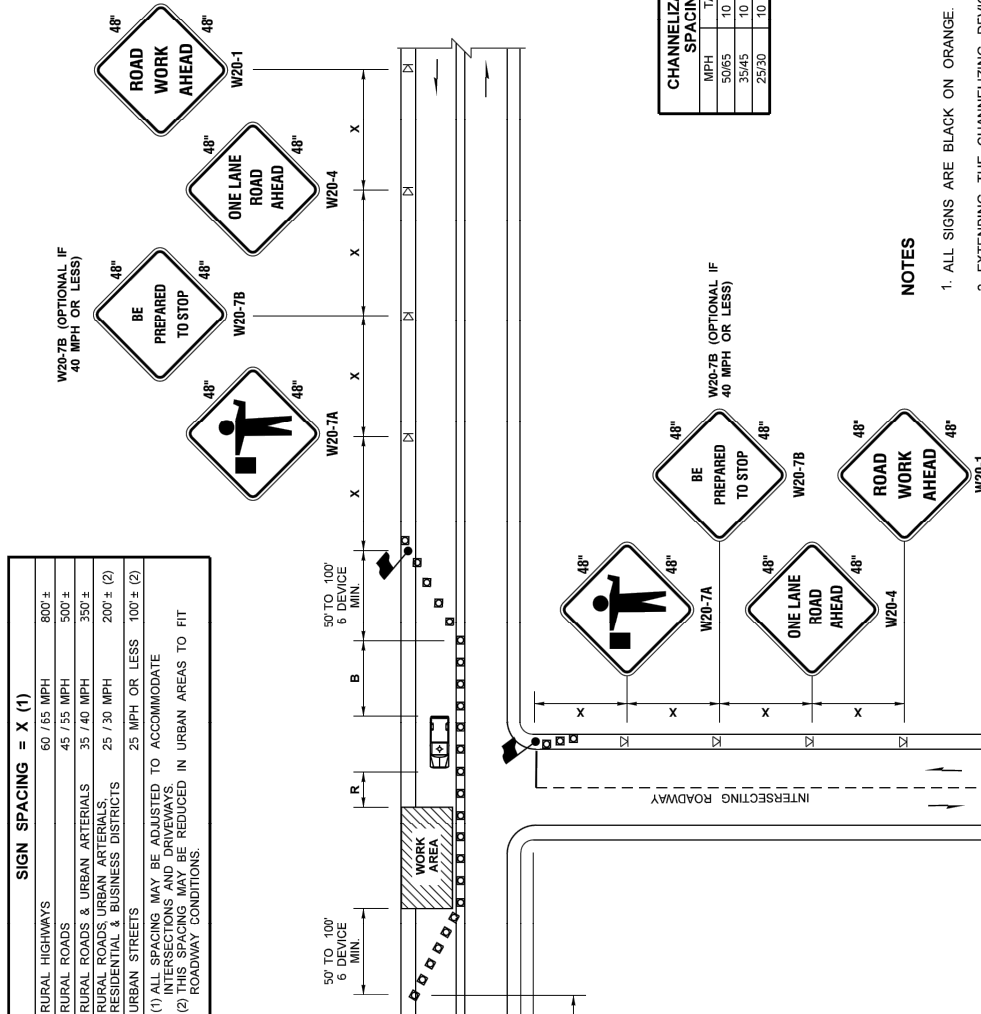 SIGN SPACING = X (1)
RURAL HIGHWAYS 60 / 65 MPH 800' ±
RURAL ROADS 45 / 55 MPH 500' ±
RURAL ROADS & URBAN ARTERIALS 35 / 40 MPH 350' ±
RURAL ROADS, URBAN ARTERIALS,
RESIDENTIAL & BUSINESS DISTRICTS 25 / 30 MPH 200' ± (2)
URBAN STREETS 25 MPH OR LESS 100' ± (2)
(1) ALL SPACING MAY BE ADJUSTED TO ACCOMMODATE
INTERSECTIONS AND DRIVEWAYS.
(2) THIS SPACING MAY BE REDUCED IN URBAN AREAS TO FIT
ROADWAY CONDITIONS.
W20-7B (OPTIONAL IF
40 MPH OR LESS)
48"
48"
W20-7A
BE
PREPARED
TO STOP
48"
48"
W20-7B
ONE LANE
ROAD
AHEAD
48"
48"
W20-4
ROAD
WORK
AHEAD
48"
48"
W20-1
50' TO 100'
6 DEVICE
MIN.
WORK
AREA
R
B
50' TO 100'
6 DEVICE
MIN.
X
X
X
X
INTERSECTING ROADWAY
X
X
X
X
48"
48"
W20-7A
BE
PREPARED
TO STOP
48"
48"
W20-7B
W20-7B (OPTIONAL IF
40 MPH OR LESS)
ONE LANE
ROAD
AHEAD
48"
48"
W20-4
ROAD
WORK
AHEAD
48"
48"
W20-1
MPH
50/65 10
35/45 10
25/30 10
NOTES
1. ALL SIGNS ARE BLACK ON ORANGE.
2. EXTENDING THE CHANNELIZING